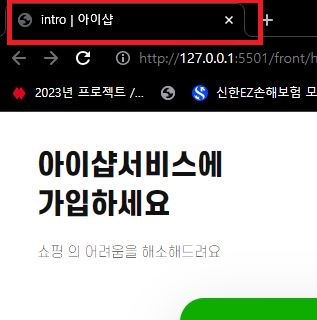 intro | 아이샵
http://127.0.0.1:5501/front/h
2023년 프로젝트 /...
신한EZ손해보험 모
아이샵서비스에
가입하세요
쇼핑 의 어려움을 해소해드려요